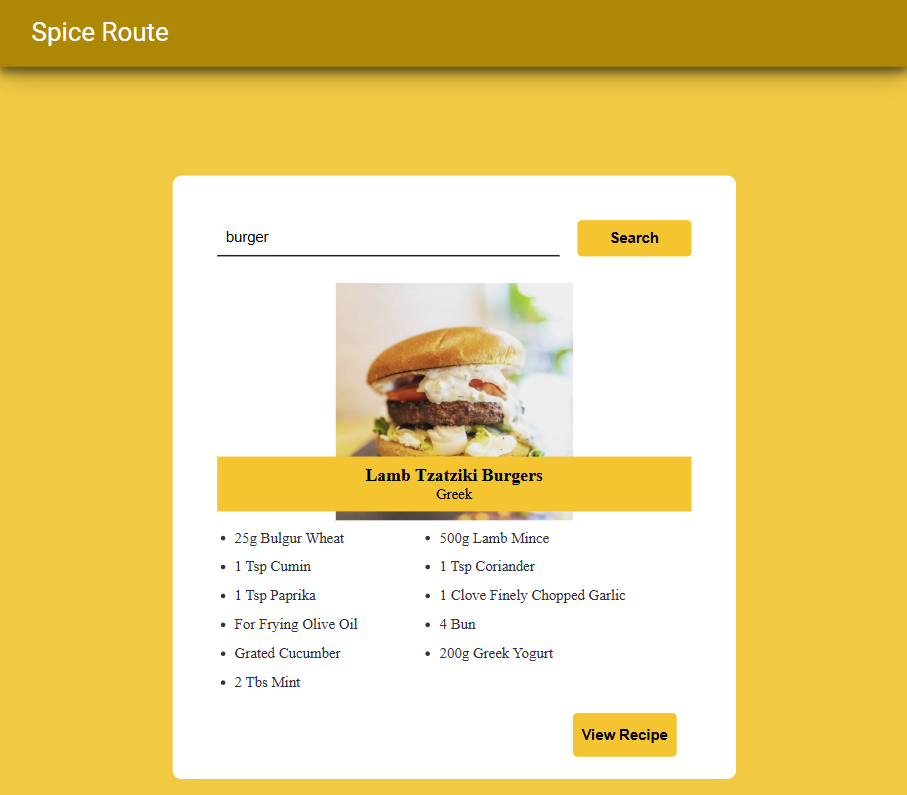 Spice Route
burger
Search
Lamb Tzatziki Burgers
Greek
25g Bulgur Wheat
500g Lamb Mince
1 Tsp Cumin
1 Tsp Coriander
1 Tsp Paprika
1 Clove Finely Chopped Garlic
For Frying Olive Oil
4 Bun
Grated Cucumber
200g Greek Yogurt
2 Tbs Mint
View Recipe